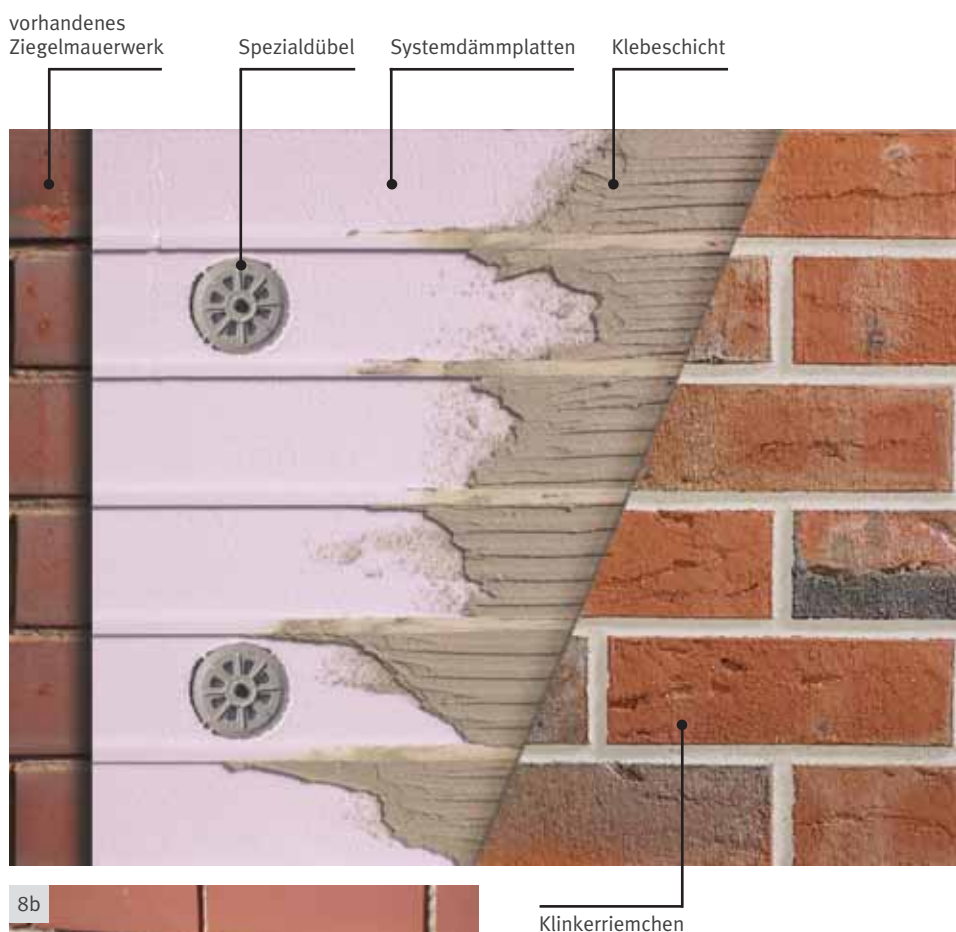 vorhandenes
Ziegelmauerwerk
Spezialdübel
Systemdämmplatten
Klebeschicht
8b
Klinkerriemchen